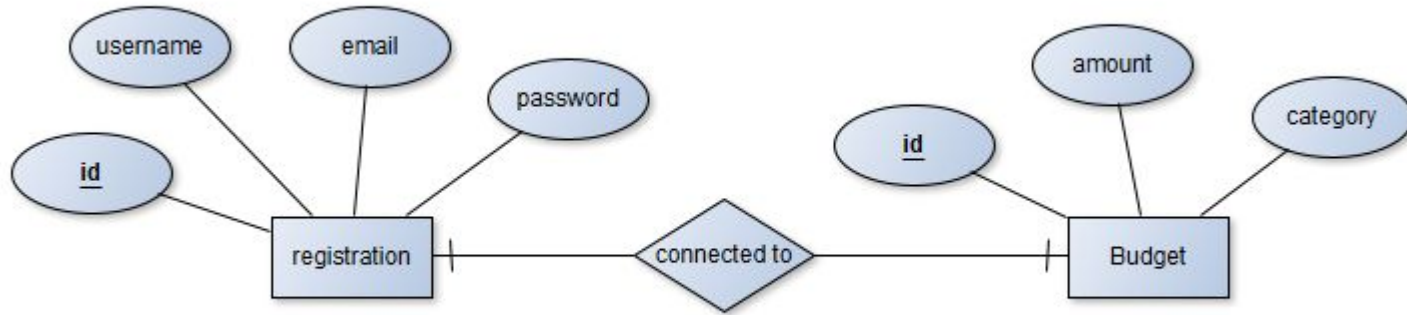 username
email
password
id
registration
connected to
amount
category
id
Budget